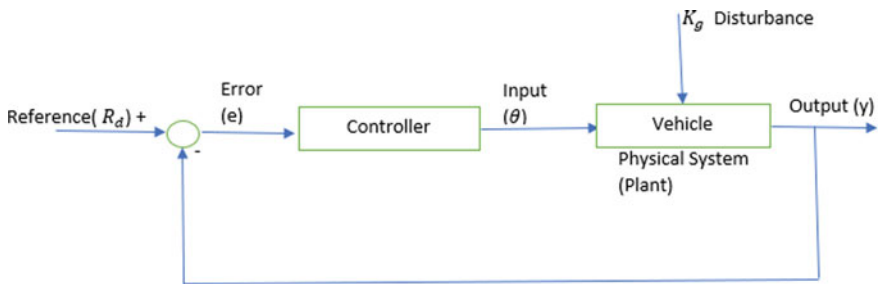 K_g Disturbance
Reference( R_d) +
Error
(e)
Controller
Input
(θ)
Vehicle
Output (y)
-
Physical System
(Plant)